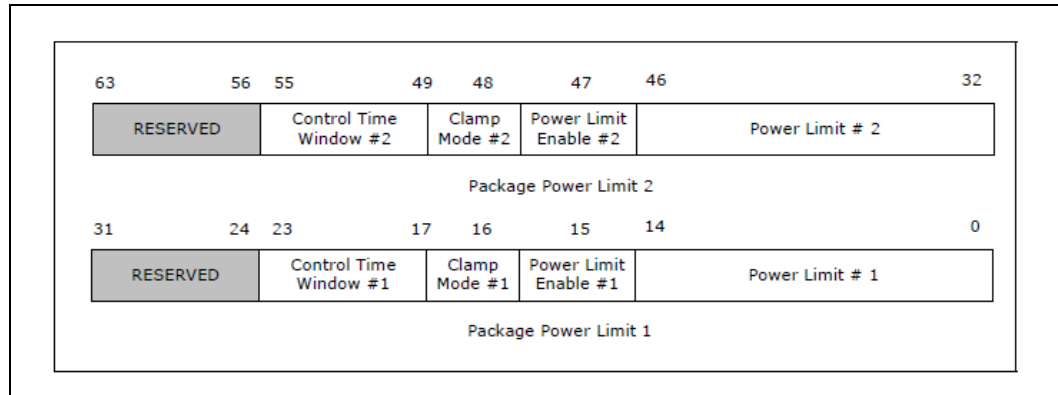 63 56 55 49 48 47 46 32
RESERVED Control Time Window #2 Clamp Mode #2 Power Limit Enable #2 Power Limit # 2
Package Power Limit 2
31 24 23 17 16 15 14 0
RESERVED Control Time Window #1 Clamp Mode #1 Power Limit Enable #1 Power Limit # 1
Package Power Limit 1